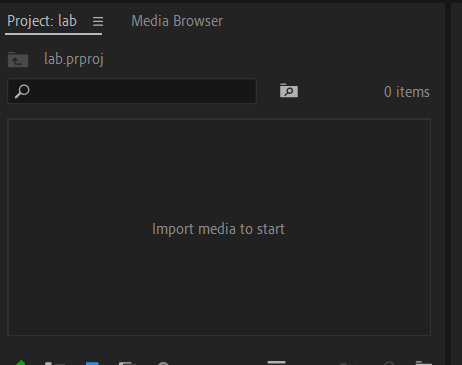 Project: lab Media Browser
lab.prproj
0 items
Import media to start